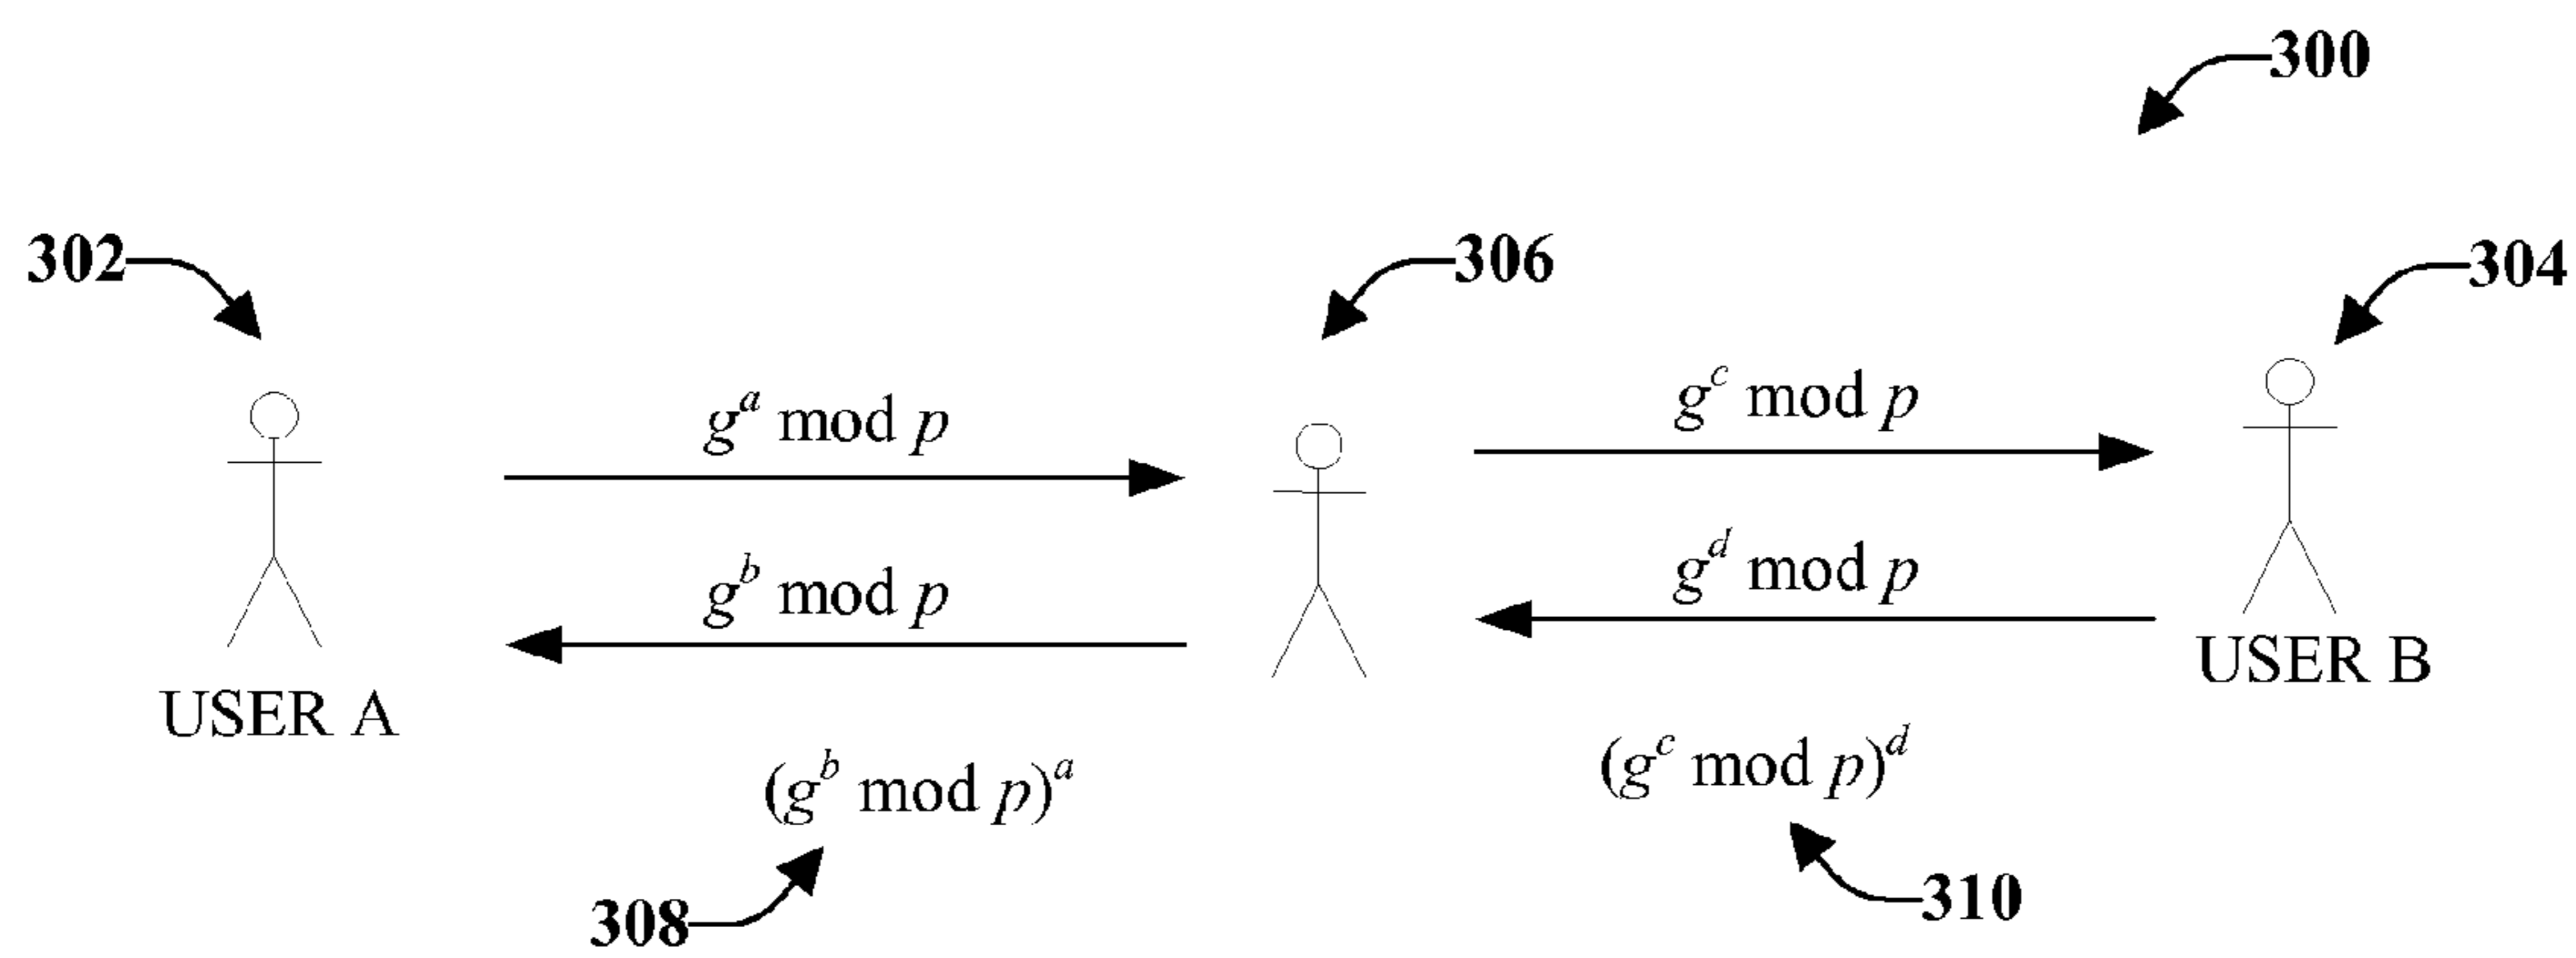 300
302
306
304
g^a mod p
g^c mod p
g^b mod p
g^d mod p
USER A
USER B
(g^b mod p)^a
(g^c mod p)^d
308
310